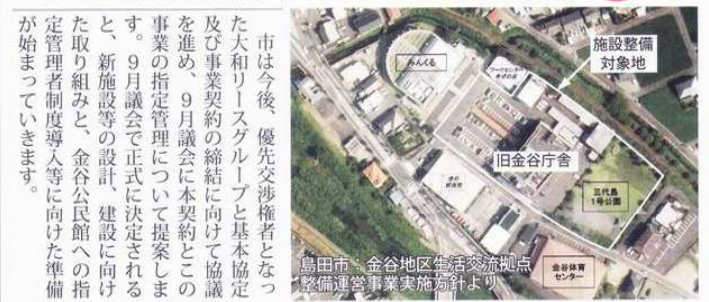 市は今後、優先交渉権者となっ
た大和リースグループと基本協定
及び事業契約の締結に向けて協議
を進め、9月議会に本契約とこの
事業の指定管理について提案しま
す。9月議会で正式に決定される
と、新施設等の設計、建設に向け
た取り組みと、金谷公民館への指
定管理者制度導入等に向けた準備
が始まっていきます。
施設整備
対象地
みんくる
旧金谷庁舎
三代島
1号公園
金谷体育
センター
島田市：金谷地区生活交流拠点
整備運営事業実施方針より